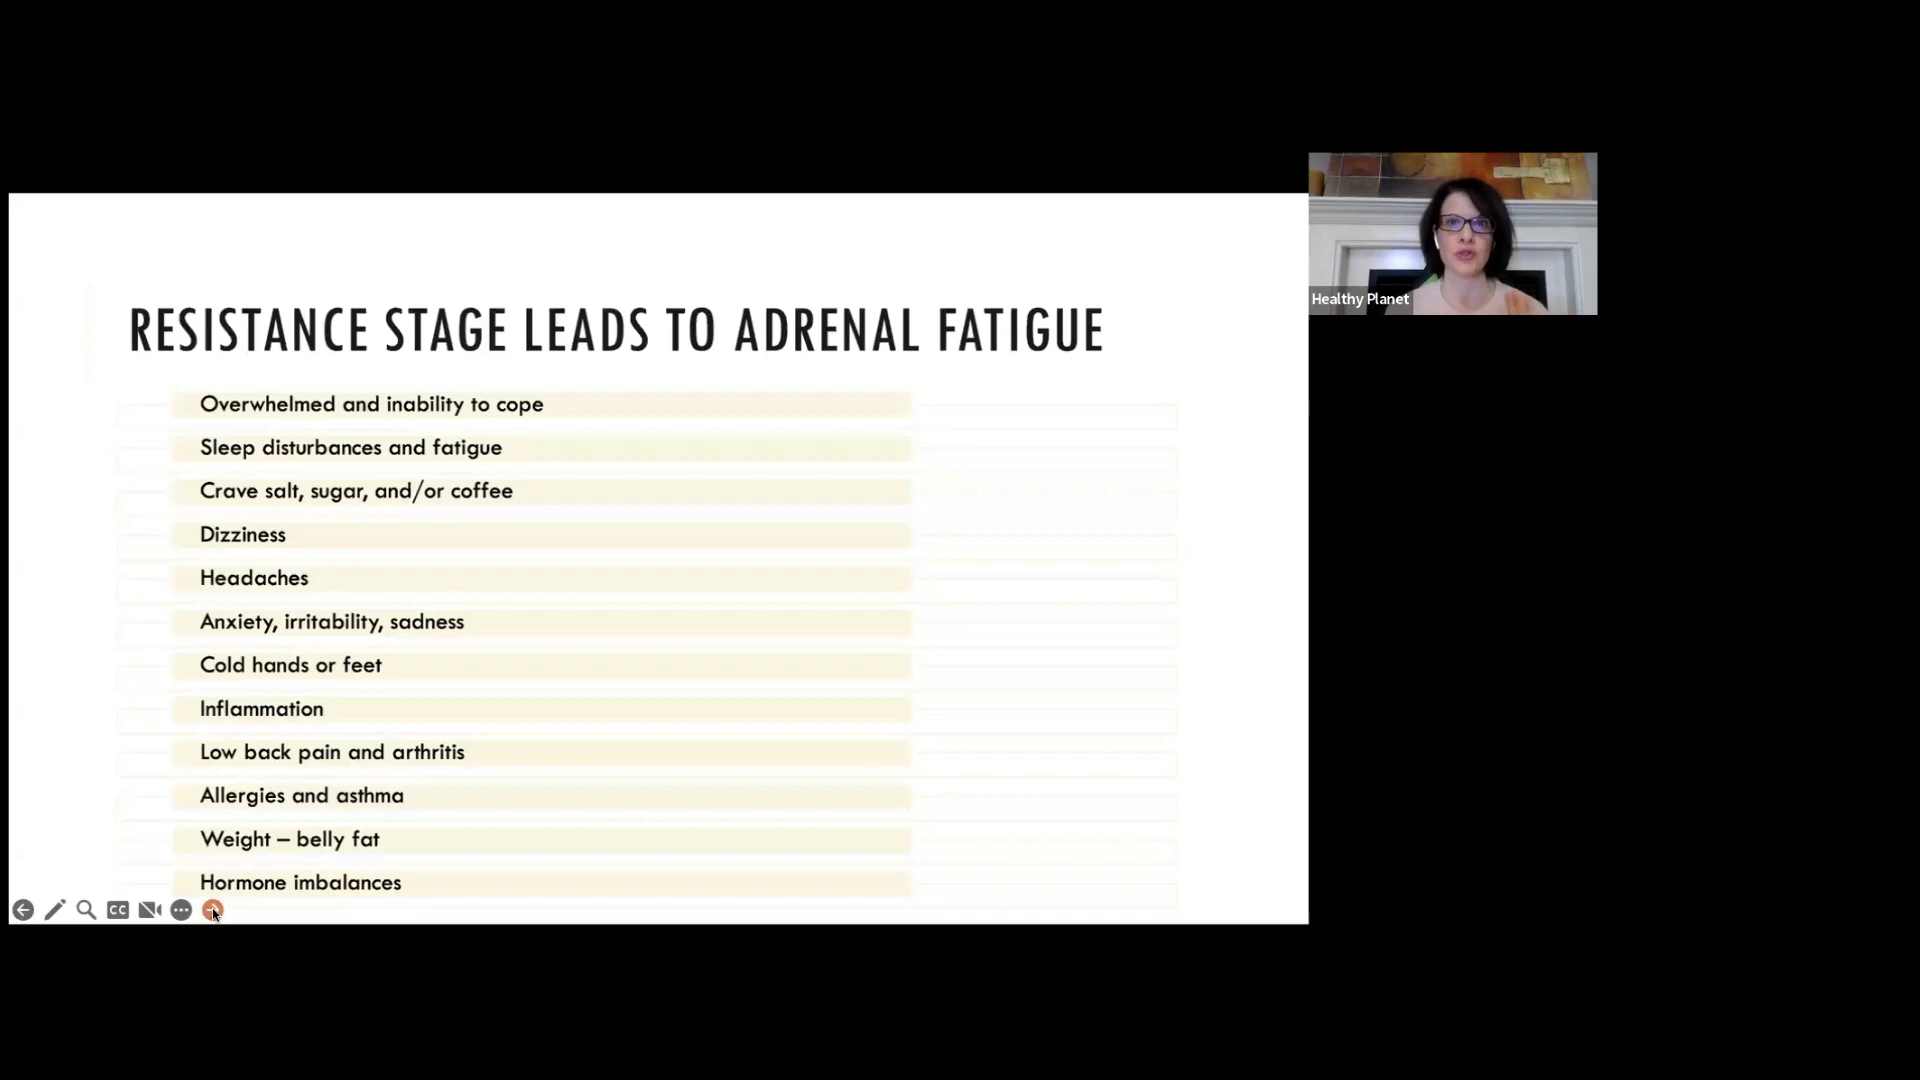 RESISTANCE STAGE LEADS TO ADRENAL FATIGUE
Overwhelmed and inability to cope
Sleep disturbances and fatigue
Crave salt, sugar, and/or coffee
Dizziness
Headaches
Anxiety, irritability, sadness
Cold hands or feet
Inflammation
Low back pain and arthritis
Allergies and asthma
Weight – belly fat
Hormone imbalances
CC
Healthy Planet